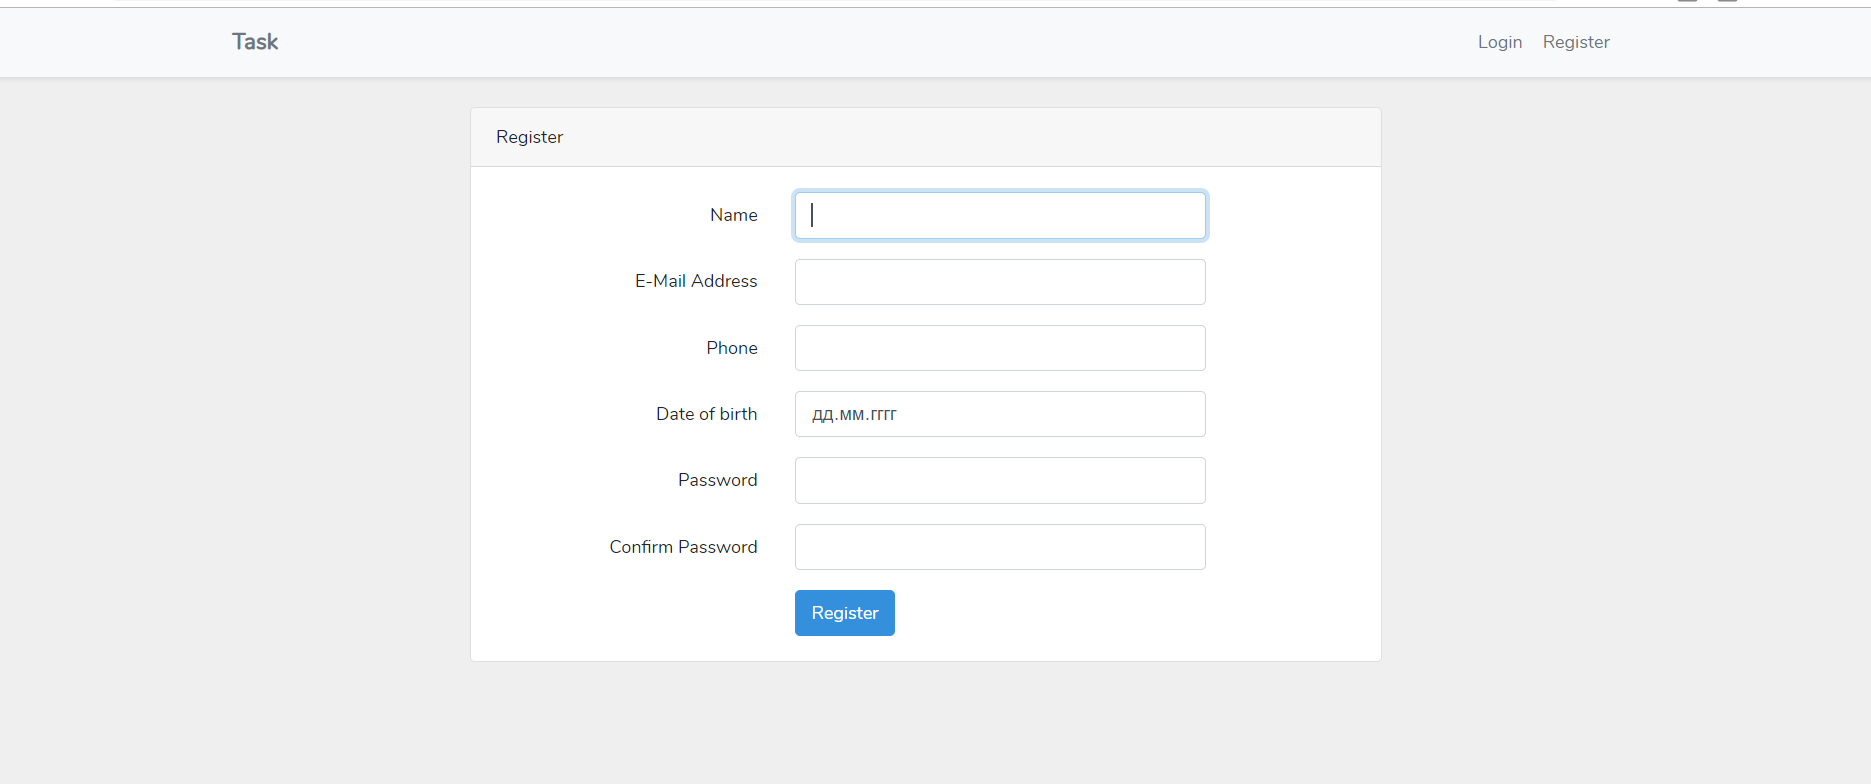 Task
Login Register
Register
Name
E-Mail Address
Phone
Date of birth дд.мм.гггг
Password
Confirm Password
Register